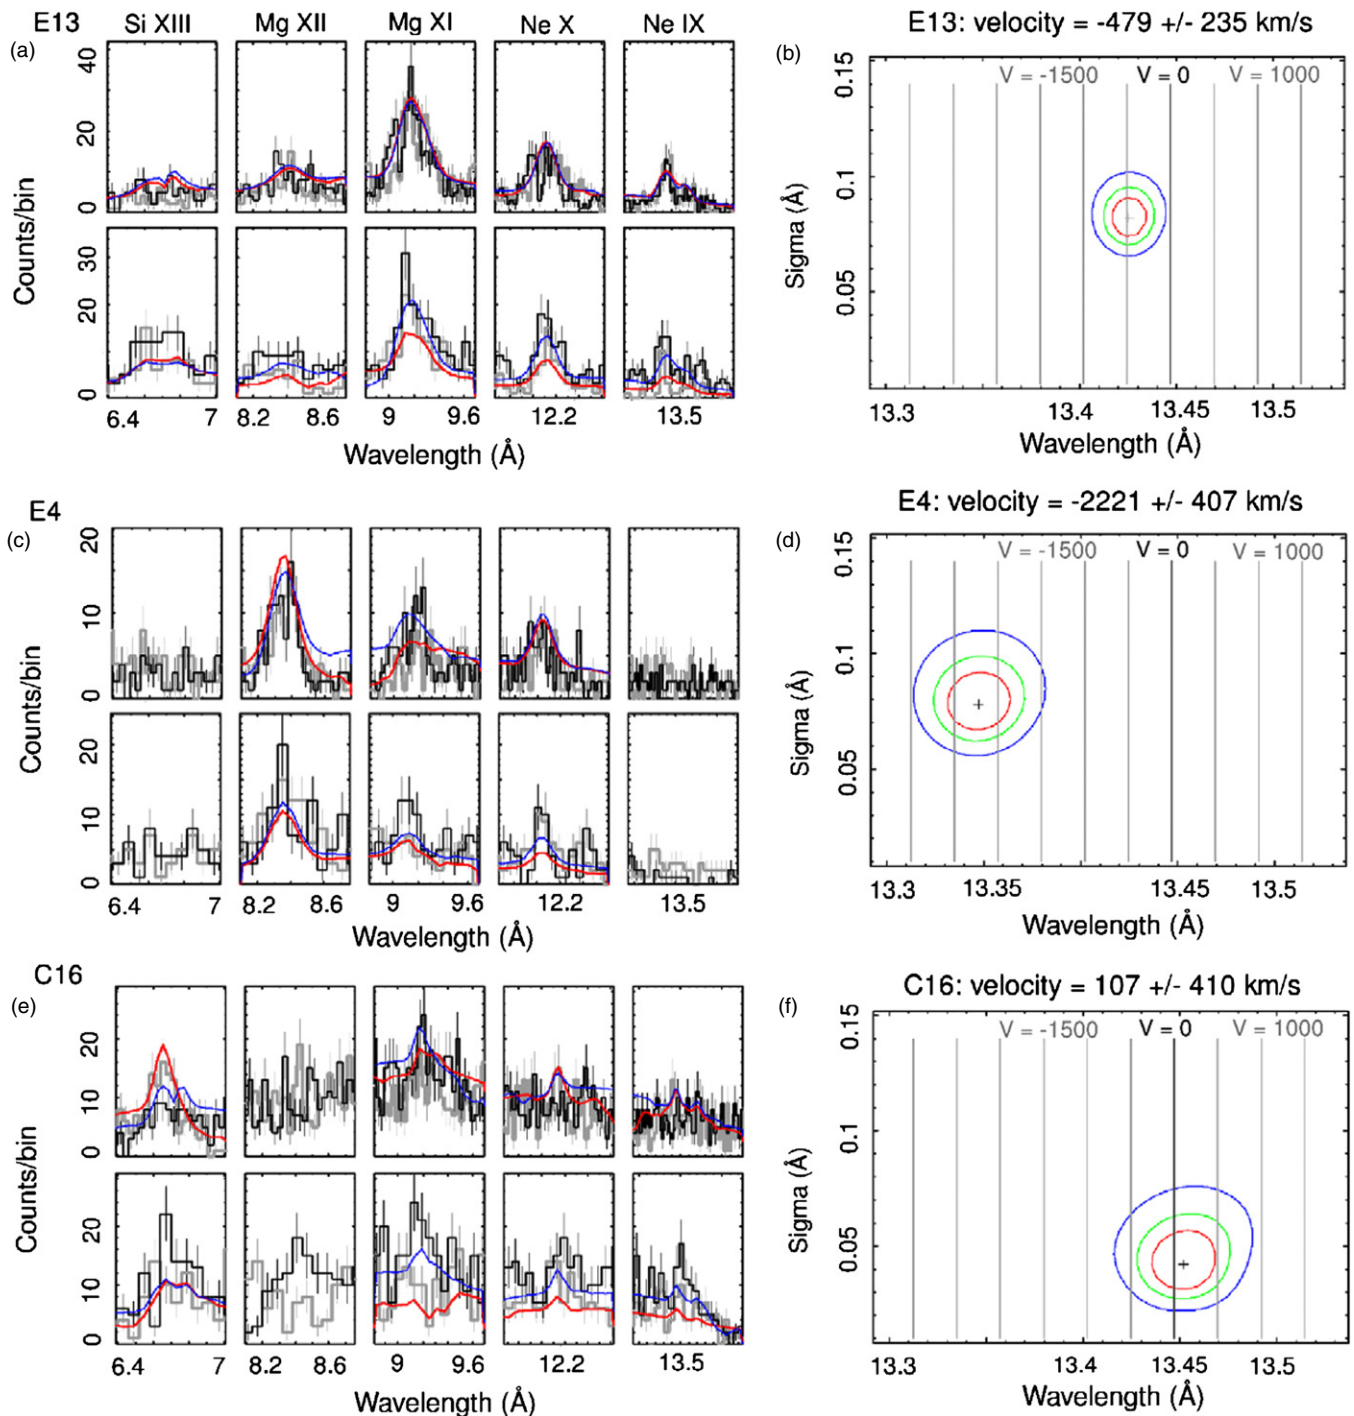 E13 Si XIII Mg XII Mg XI Ne X Ne IX
(a)
40
20
0
30
20
0
Counts/bin
6.4 7 8.2 8.6 9 9.6 12.2 13.5
Wavelength (Å)
E13: velocity = -479 +/- 235 km/s
(b)
V = -1500 V = 0 V = 1000
0.15
0.1
0.05
Sigma (Å)
13.3 13.4 13.45 13.5
Wavelength (Å)
E4
(c)
20
10
0
20
10
0
Counts/bin
6.4 7 8.2 8.6 9 9.6 12.2 13.5
Wavelength (Å)
E4: velocity = -2221 +/- 407 km/s
(d)
V = -1500 V = 0 V = 1000
0.15
0.1
0.05
Sigma (Å)
13.3 13.35 13.45 13.5
Wavelength (Å)
C16
(e)
20
10
0
20
10
0
Counts/bin
6.4 7 8.2 8.6 9 9.6 12.2 13.5
Wavelength (Å)
C16: velocity = 107 +/- 410 km/s
(f)
V = -1500 V = 0 V = 1000
0.15
0.1
0.05
Sigma (Å)
13.3 13.4 13.45 13.5
Wavelength (Å)